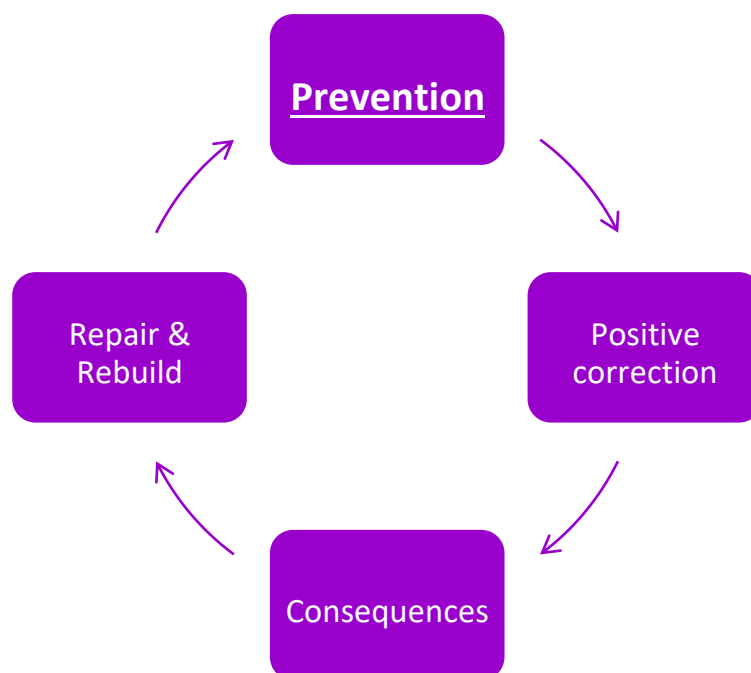 Prevention
Positive
correction
Consequences
Repair &
Rebuild